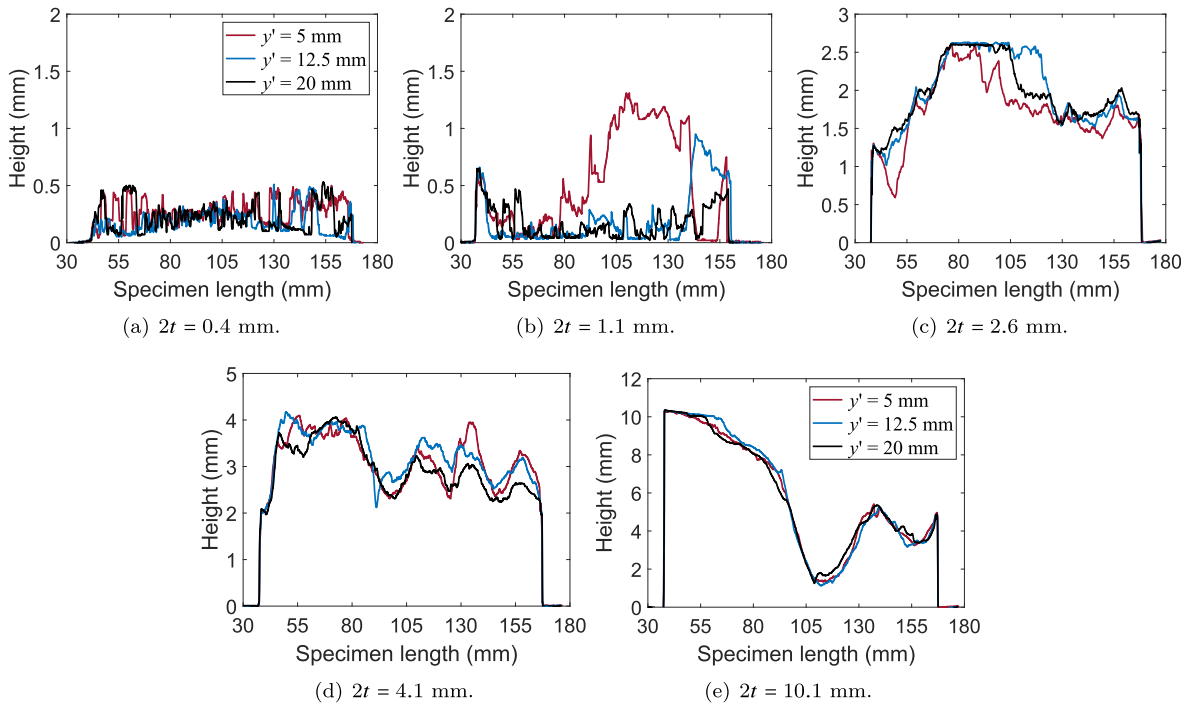 2
1.5
1
0.5
0
Height (mm)
30 55 80 105 130 155 180
Specimen length (mm)
y' = 5 mm
y' = 12.5 mm
y' = 20 mm
(a) 2t = 0.4 mm.
2
1.5
1
0.5
0
Height (mm)
30 55 80 105 130 155 180
Specimen length (mm)
(b) 2t = 1.1 mm.
3
2.5
2
1.5
1
0.5
0
Height (mm)
30 55 80 105 130 155 180
Specimen length (mm)
(c) 2t = 2.6 mm.
5
4
3
2
1
0
Height (mm)
30 55 80 105 130 155 180
Specimen length (mm)
(d) 2t = 4.1 mm.
12
10
8
6
4
2
0
Height (mm)
30 55 80 105 130 155 180
Specimen length (mm)
y' = 5 mm
y' = 12.5 mm
y' = 20 mm
(e) 2t = 10.1 mm.